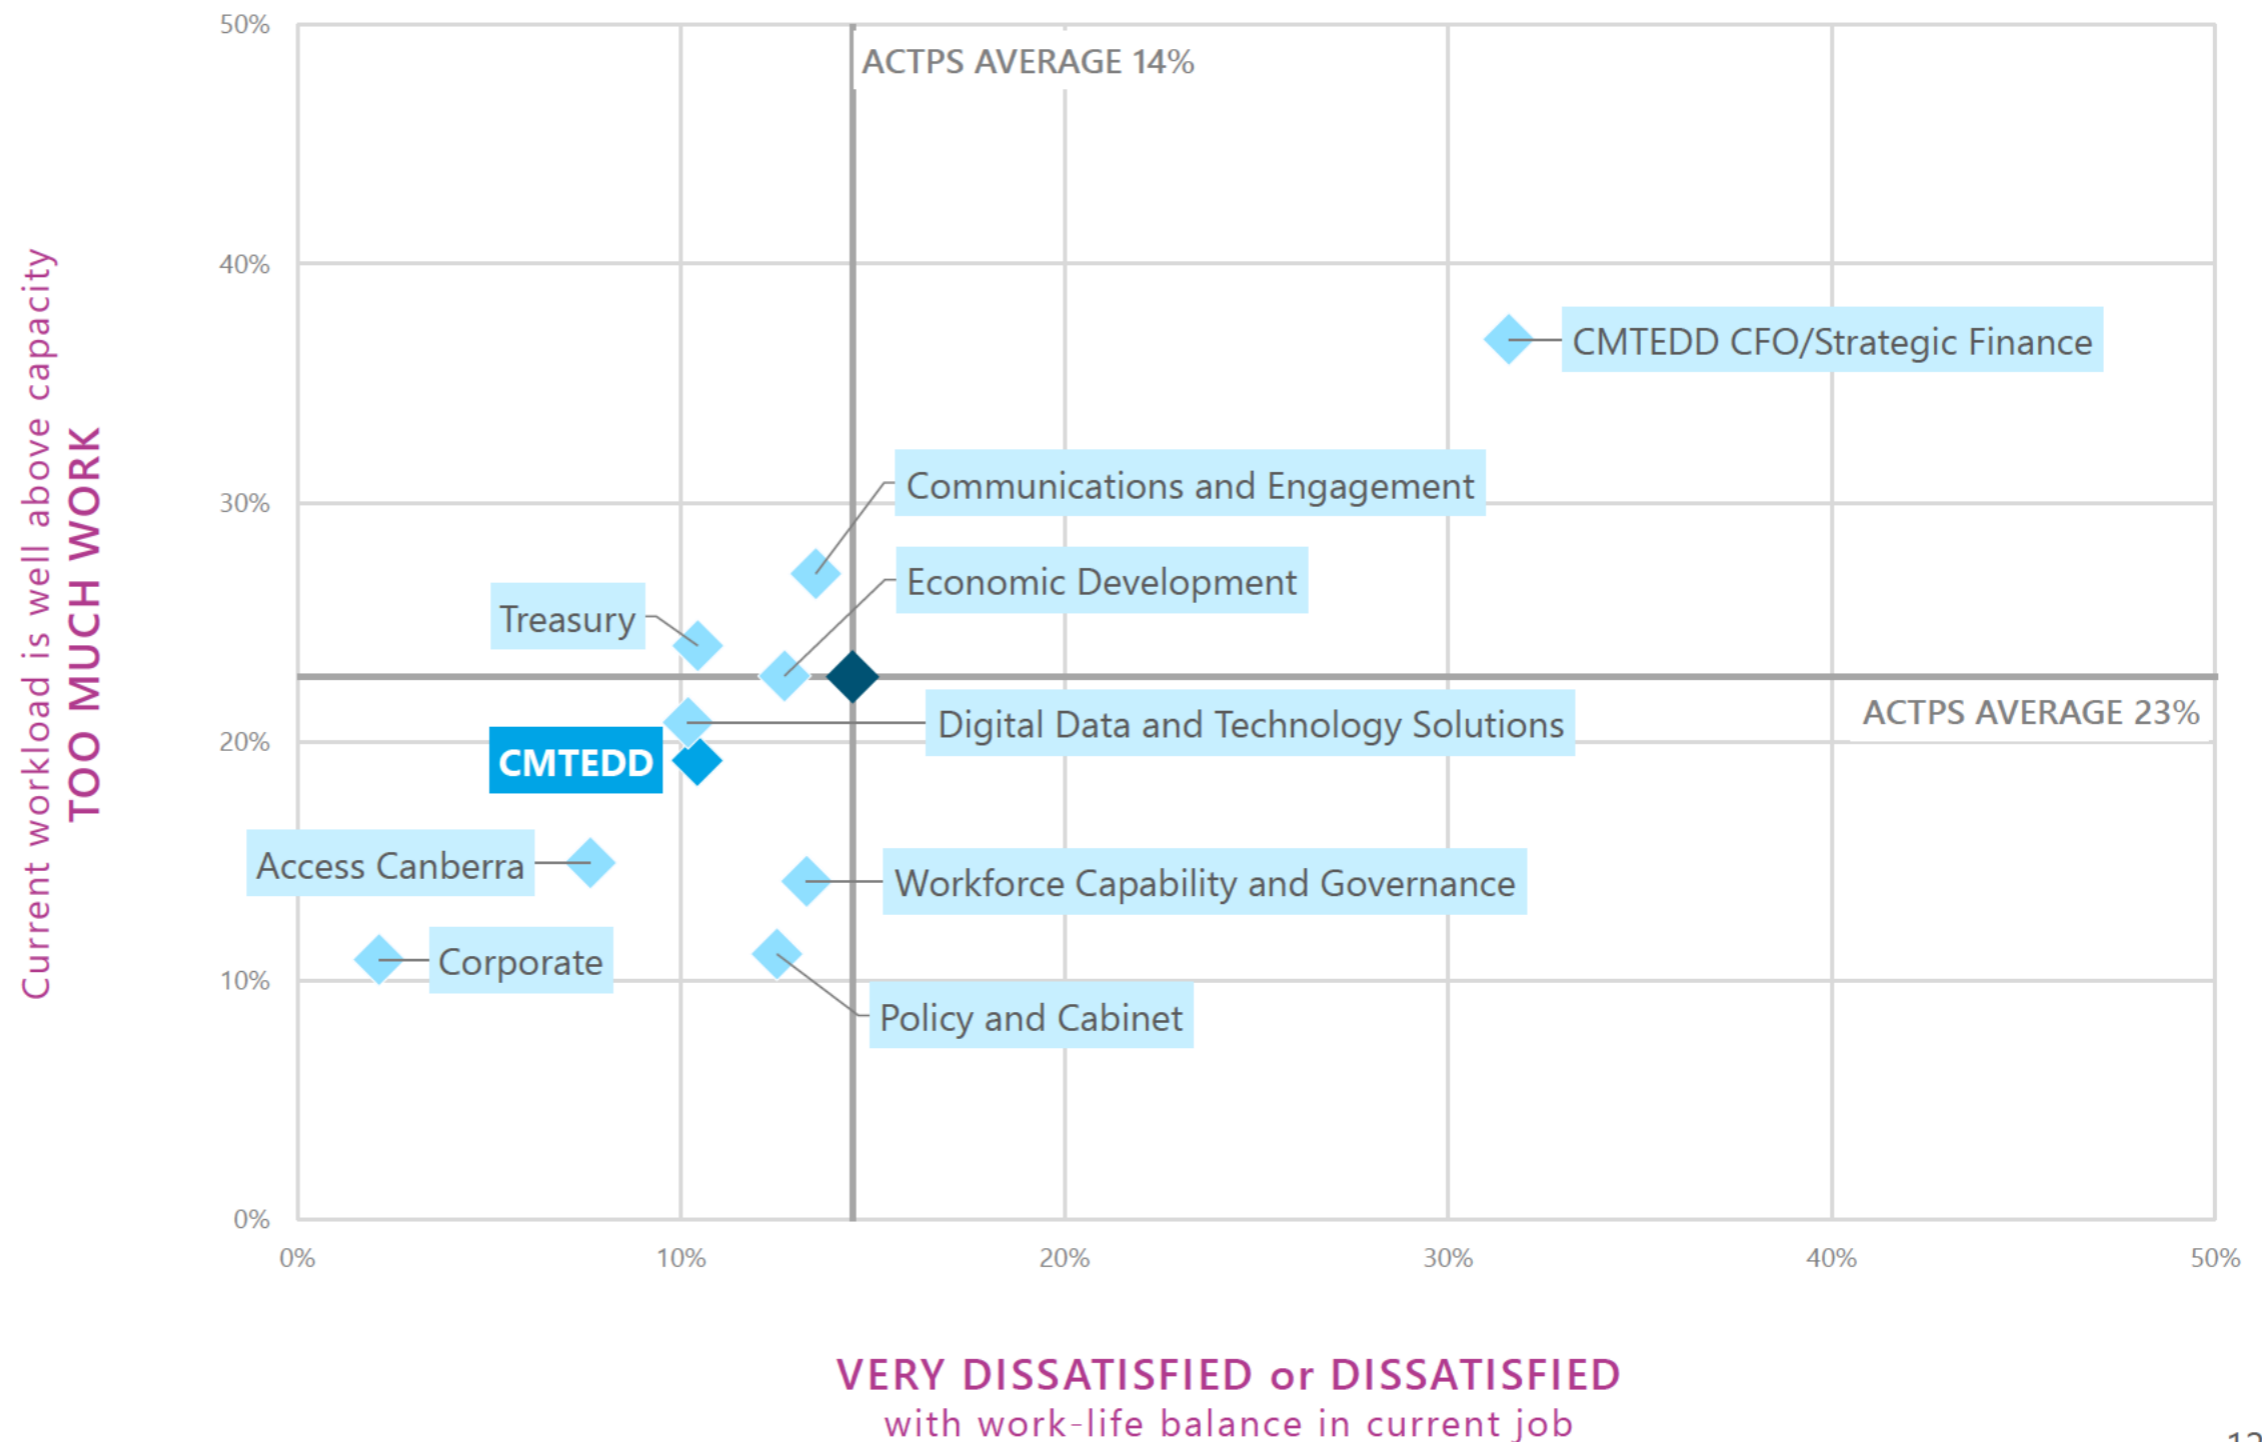 50%
ACTPS AVERAGE 14%
40%
CMTEDD CFO/Strategic Finance
30%
Communications and Engagement
Economic Development
Treasury
ACTPS AVERAGE 23%
Digital Data and Technology Solutions
20%
CMTEDD
Access Canberra
Workforce Capability and Governance
Corporate
10%
Policy and Cabinet
0%
0%
10%
20%
30%
40%
50%
Current workload is well above capacity
TOO MUCH WORK
VERY DISSATISFIED or DISSATISFIED
with work-life balance in current job